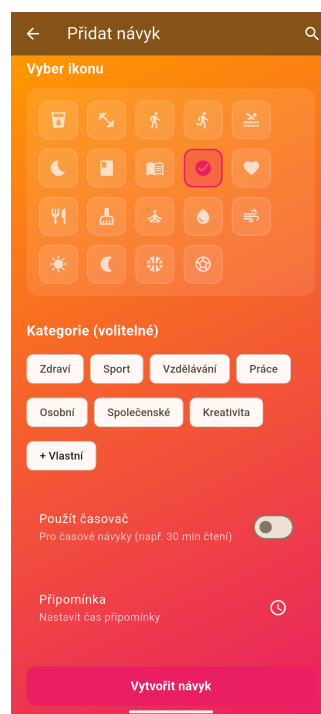 Přidat návyk
Vyber ikonu
Kategorie (volitelné)
Zdraví Sport Vzdělávání Práce
Osobní Společenské Kreativita
+ Vlastní
Použít časovač
Pro časové návyky (např. 30 min čtení)
Připomínka
Nastavit čas připomínky
Vytvořit návyk